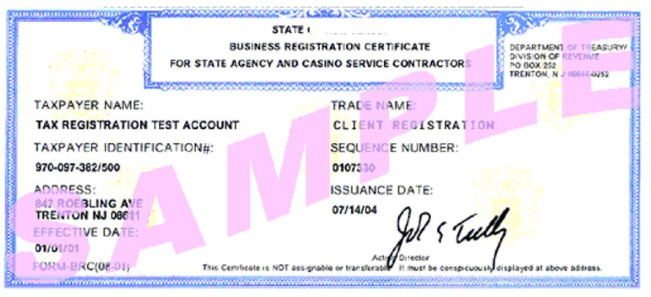 STATE
BUSINESS REGISTRATION CERTIFICATE
FOR STATE AGENCY AND CASINO SERVICE CONTRACTORS
DEPARTMENT OF TREASURY/
DIVISION OF REVENUE
PO BOX 252
TRENTON, N J 08646-0252
TAXPAYER NAME:
TAX REGISTRATION TEST ACCOUNT
TRADE NAME:
CLIENT REGISTRATION
TAXPAYER IDENTIFICATION#:
970-097-382/500
SEQUENCE NUMBER:
0107330
ADDRESS:
847 ROEBLING AVE
TRENTON NJ 08611
ISSUANCE DATE:
07/14/04
EFFECTIVE DATE:
01/01/01
FORM-BRC(08-01)
Director
This Certificate is NOT assignable or transferable. It must be conspicuously displayed at above address.
SAMPLE